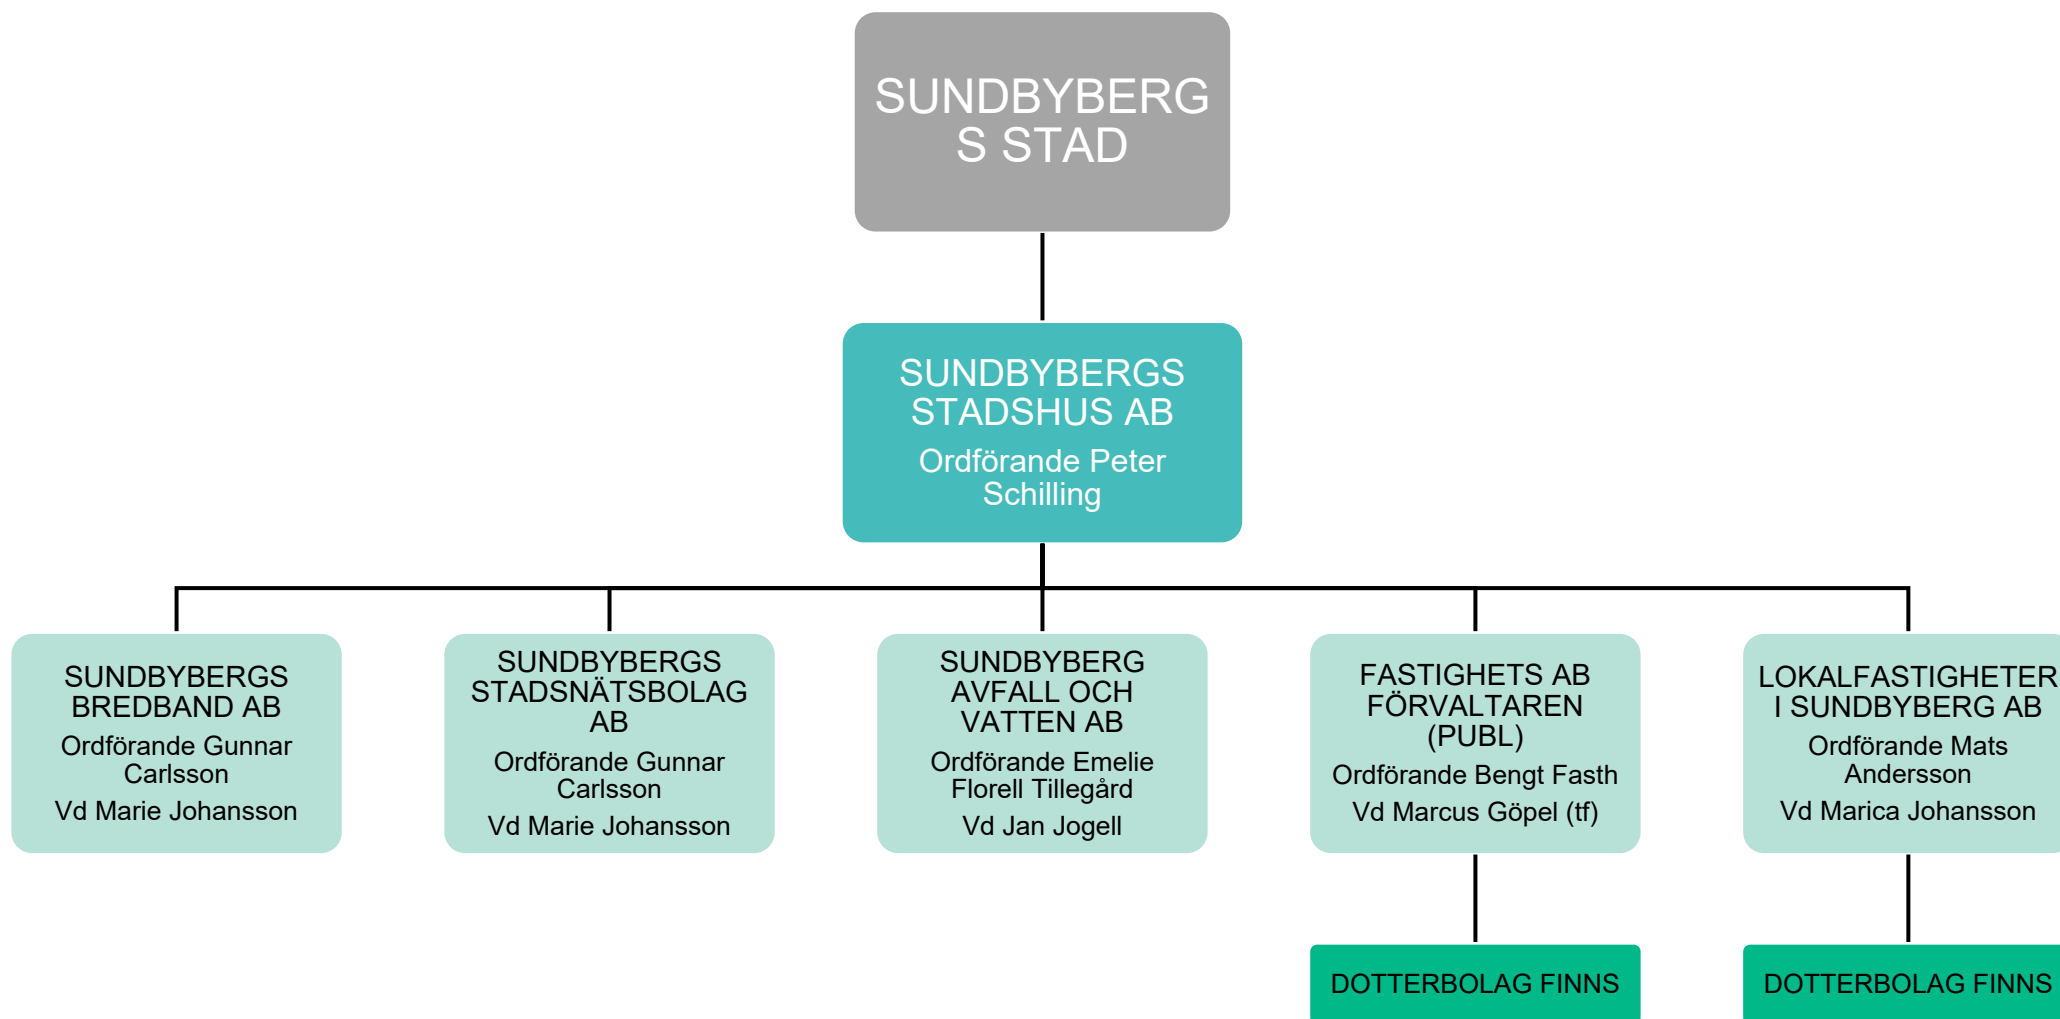 SUNDBYBERG
S STAD
SUNDBYBERGS
STADSHUS AB
Ordförande Peter
Schilling
SUNDBYBERGS
BREDBAND AB
Ordförande Gunnar
Carlsson
Vd Marie Johansson
SUNDBYBERGS
STADSNÄTSBOLAG
AB
Ordförande Gunnar
Carlsson
Vd Marie Johansson
SUNDBYBERG
AVFALL OCH
VATTEN AB
Ordförande Emelie
Florell Tillegård
Vd Jan Jogell
FASTIGHETS AB
FÖRVALTAREN
(PUBL)
Ordförande Bengt Fasth
Vd Marcus Göpel (tf)
LOKALFASTIGHETER
I SUNDBYBERG AB
Ordförande Mats
Andersson
Vd Marica Johansson
DOTTERBOLAG FINNS
DOTTERBOLAG FINNS